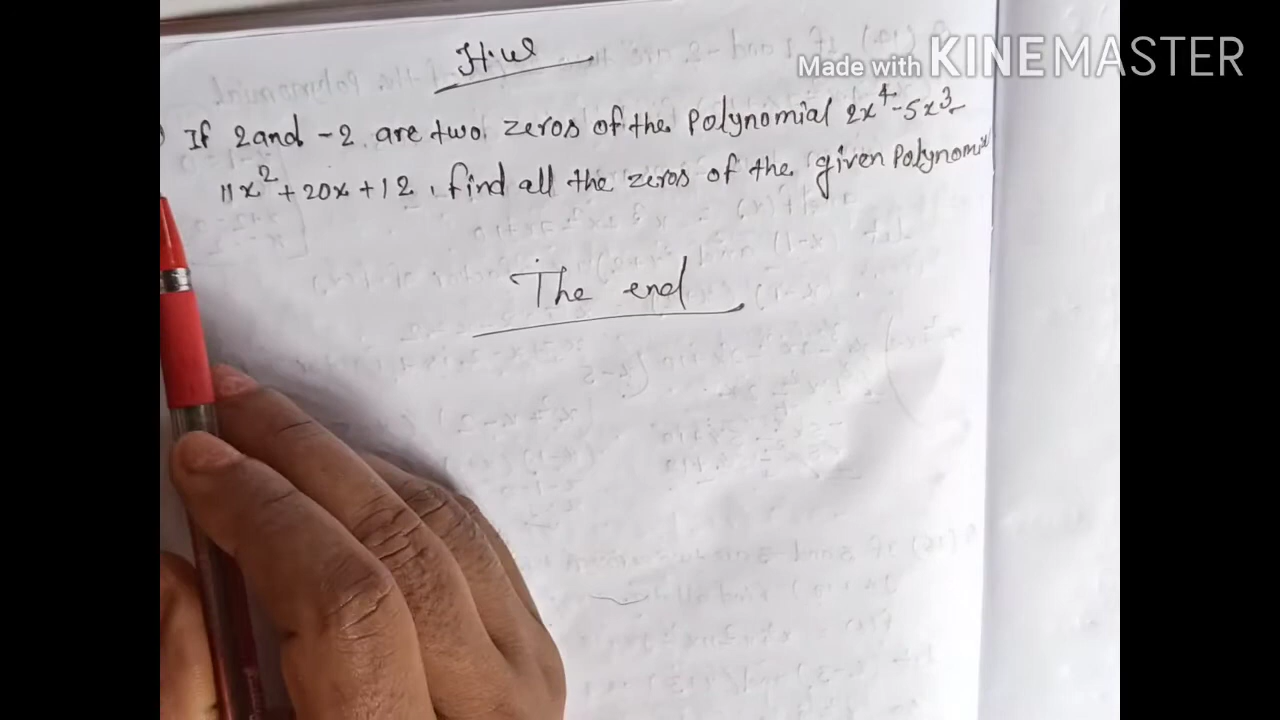 Made with KINEMASTER
H.W
If 2 and -2 are two zeros of the polynomial 2x⁴-5x³-
11x²+20x+12, find all the zeros of the given polynomi
The end